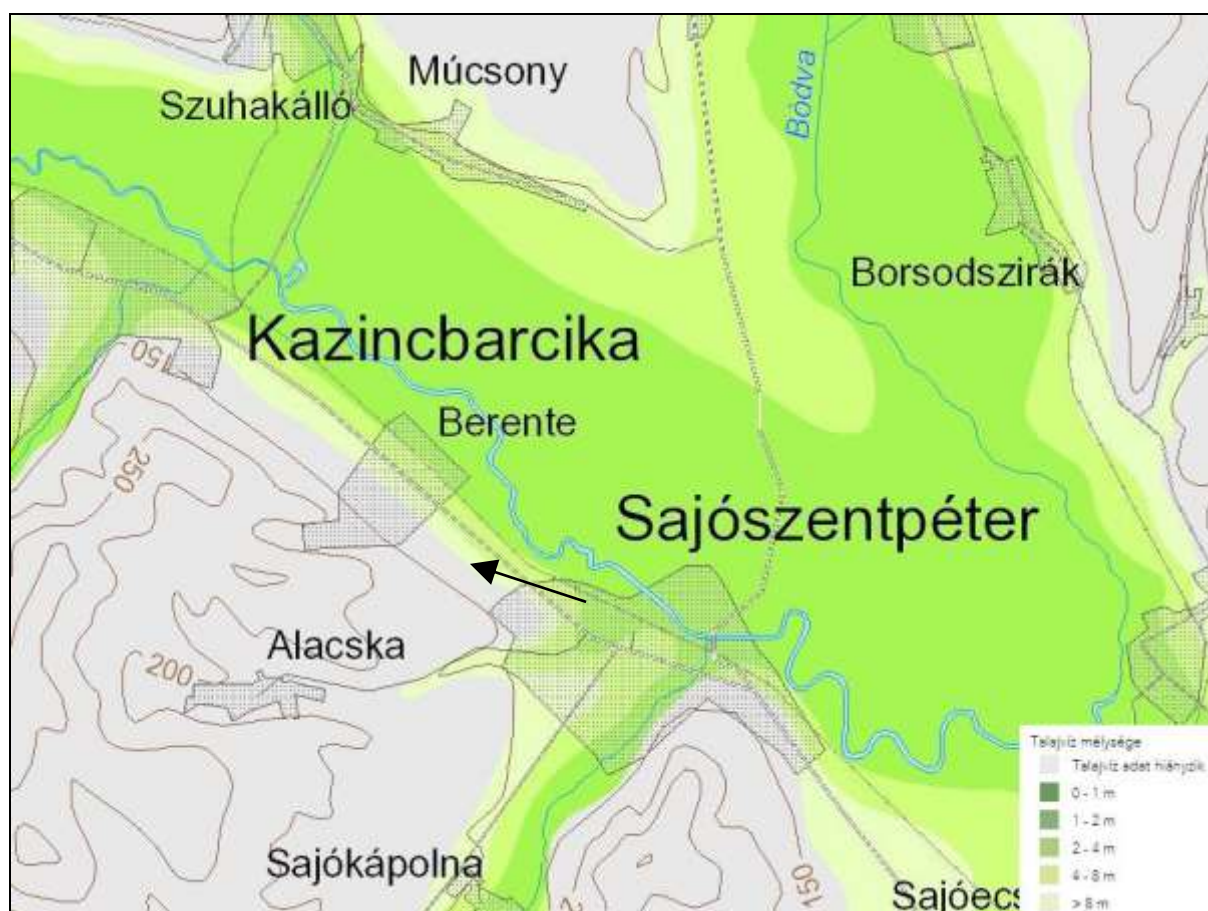 Múcsony
Szuhakálló
Bódva
Borsodszirák
Kazincbarcika
150
Berente
250
Sajószentpéter
Alacska
200
Sajókápolna
150
Sajóecs
Talajvíz mélysége
Talajvíz adat hiányzik
0 - 1 m
1 - 2 m
2 - 4 m
4 - 8 m
> 8 m